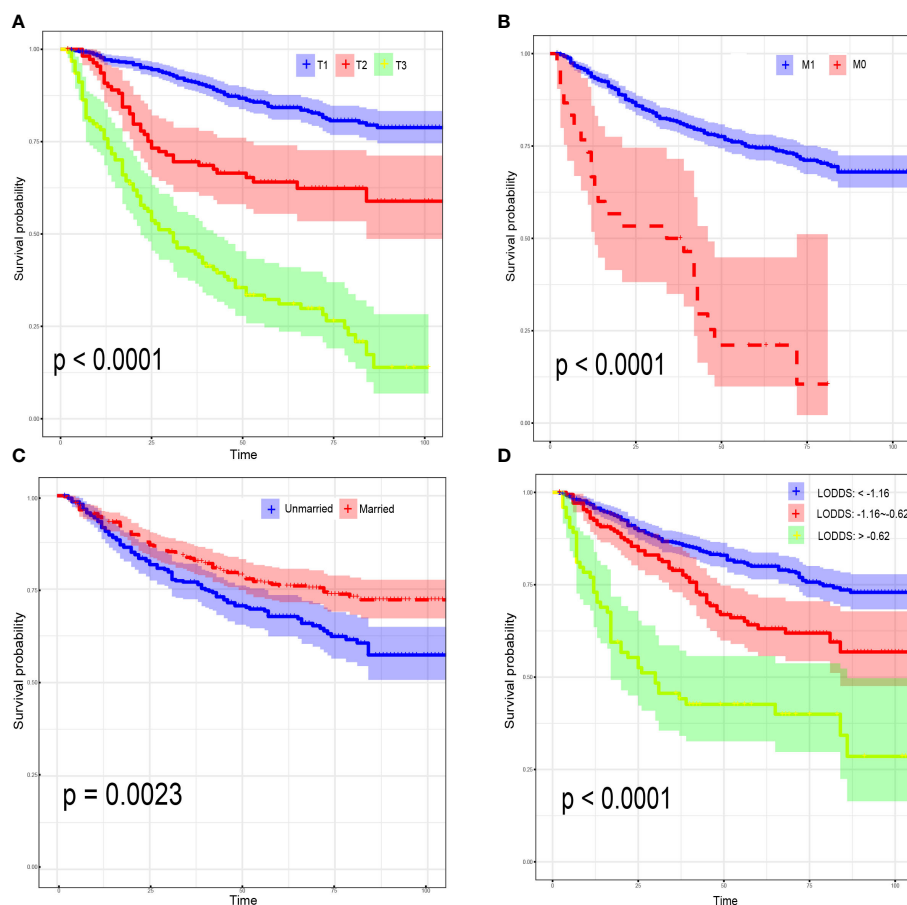 A
B
T1 T2 T3
M1 M0
Survival probability
Survival probability
1.00
0.75
0.50
0.25
0.00
1.00
0.75
0.50
0.25
0.00
p < 0.0001
p < 0.0001
0 25 50 75 100
0 25 50 75 100
Time
C
D
Unmarried Married
LODDS: < -1.16
LODDS: -1.16~-0.62
LODDS: > -0.62
Survival probability
Survival probability
1.00
0.75
0.50
0.25
0.00
1.00
0.75
0.50
0.25
0.00
p = 0.0023
p < 0.0001
0 25 50 75 100
0 25 50 75 100
Time
Time